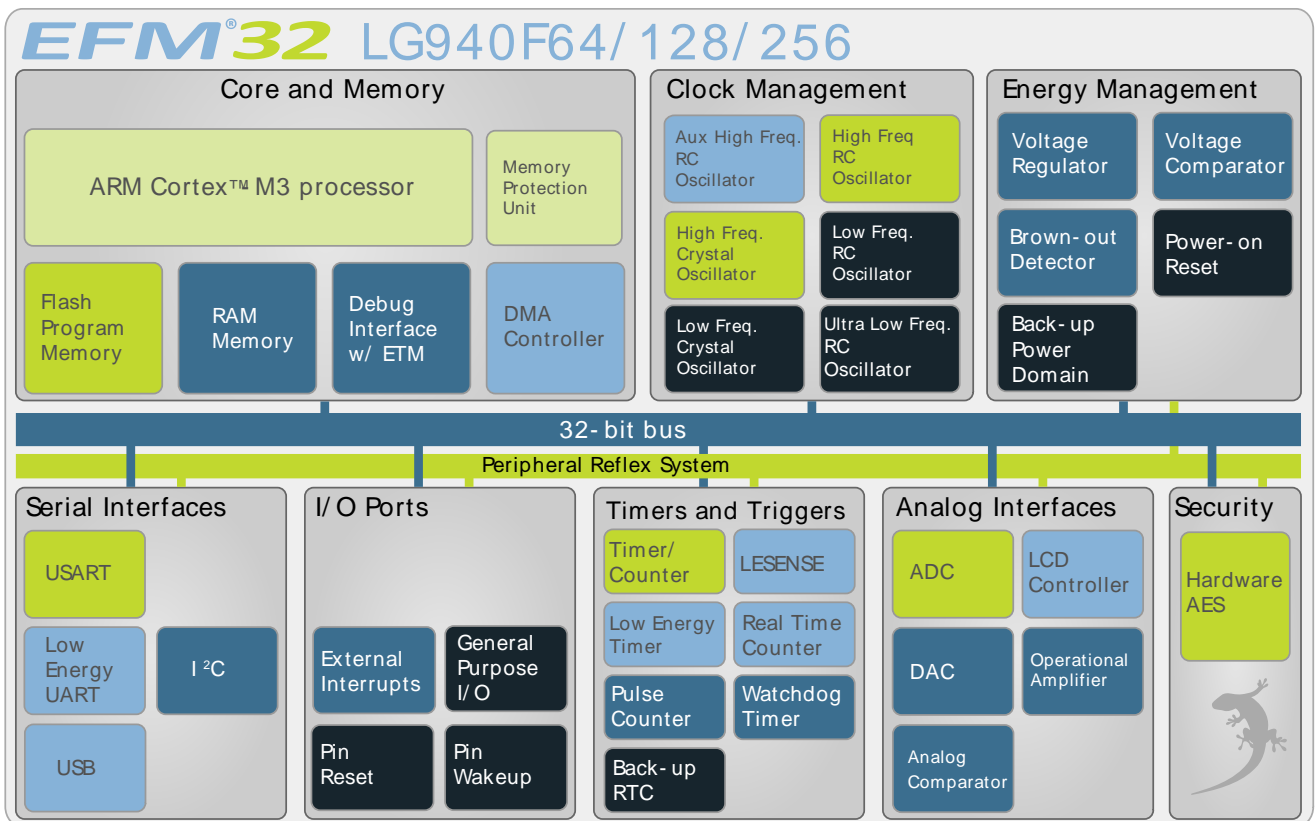 EFM®32 LG940F64/128/256
Core and Memory
ARM Cortex™ M3 processor
Memory
Protection
Unit
Flash
Program
Memory
RAM
Memory
Debug
Interface
w/ ETM
DMA
Controller
Clock Management
Aux High Freq.
RC
Oscillator
High Freq
RC
Oscillator
High Freq.
Crystal
Oscillator
Low Freq.
RC
Oscillator
Low Freq.
Crystal
Oscillator
Ultra Low Freq.
RC
Oscillator
Energy Management
Voltage
Regulator
Voltage
Comparator
Brown-out
Detector
Power-on
Reset
Back-up
Power
Domain
32-bit bus
Peripheral Reflex System
Serial Interfaces
USART
Low
Energy
UART
I²C
USB
I/O Ports
External
Interrupts
General
Purpose
I/O
Pin
Reset
Pin
Wakeup
Timers and Triggers
Timer/
Counter
LESENSE
Low Energy
Timer
Real Time
Counter
Pulse
Counter
Watchdog
Timer
Back-up
RTC
Analog Interfaces
ADC
LCD
Controller
DAC
Operational
Amplifier
Analog
Comparator
Security
Hardware
AES